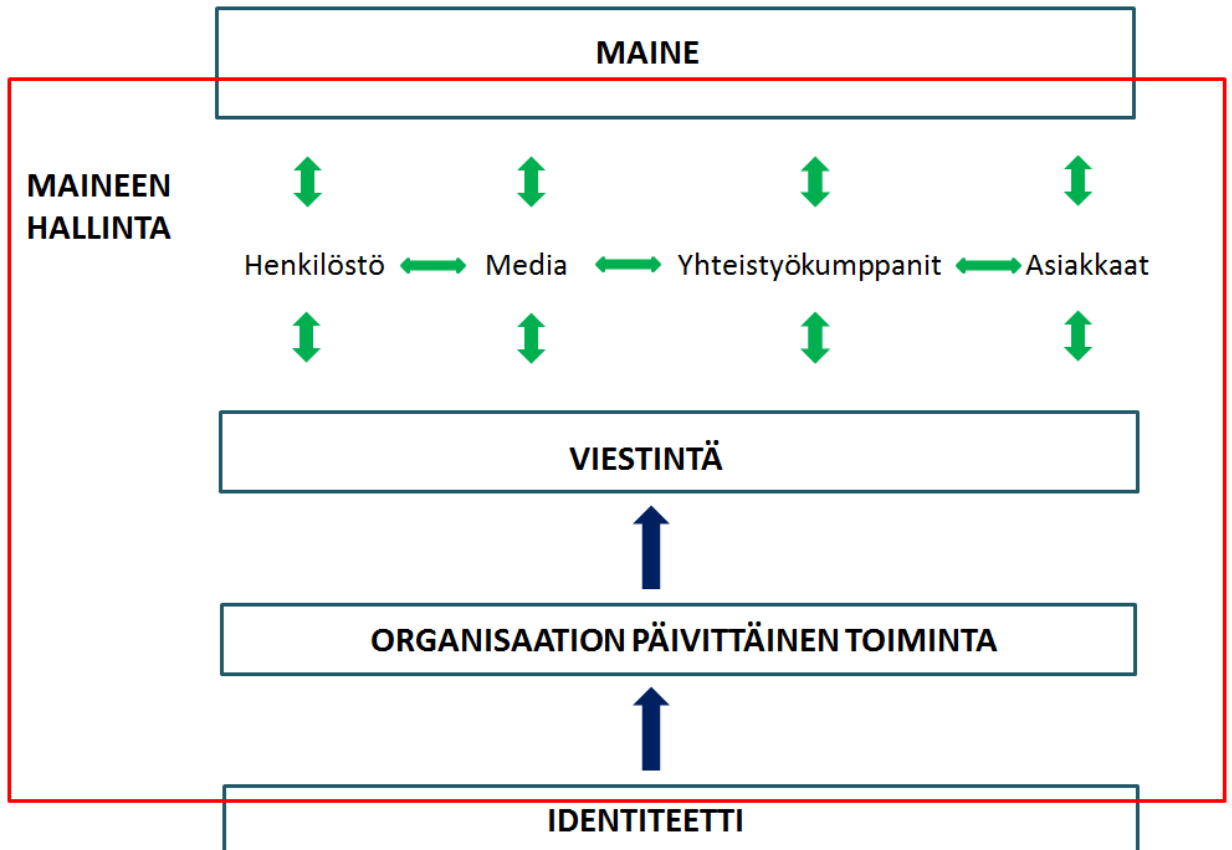 MAINE
MAINEEN
HALLINTA
Henkilöstö Media Yhteistyökumppanit Asiakkaat
VIESTINTÄ
ORGANISAATION PÄIVITTÄINEN TOIMINTA
IDENTITEETTI